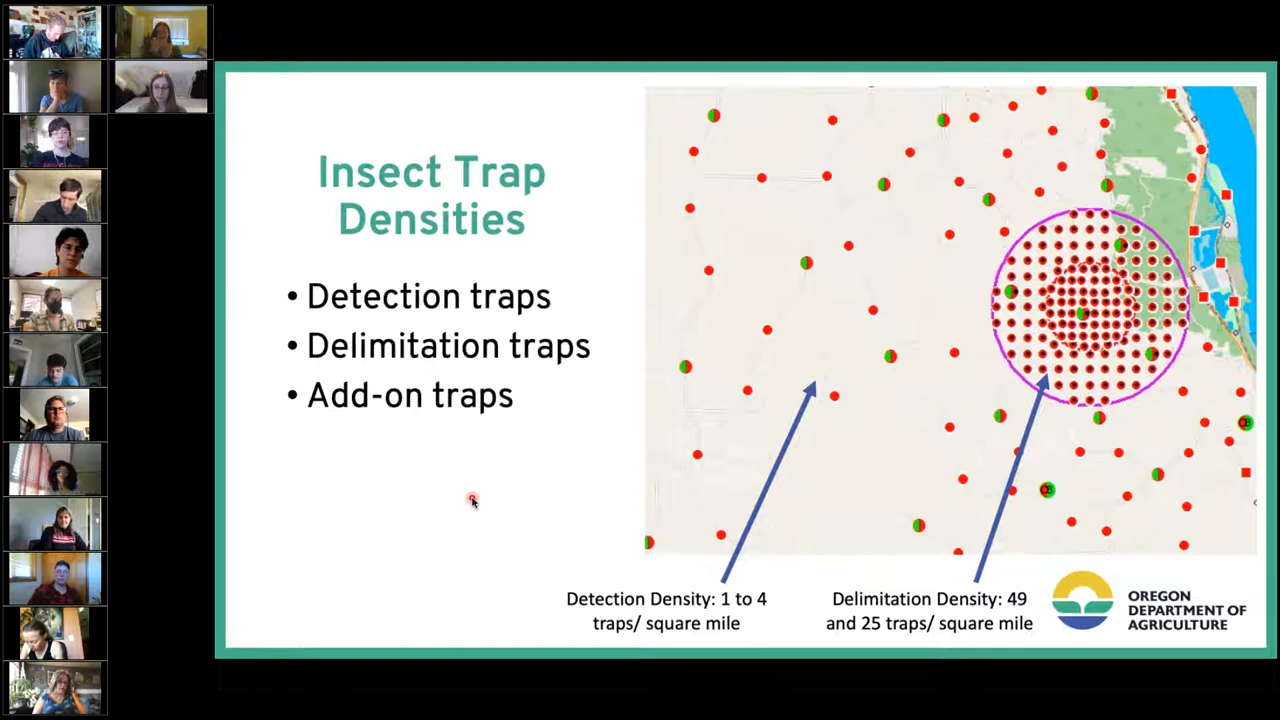 Insect Trap
Densities
• Detection traps
• Delimitation traps
• Add-on traps
Detection Density: 1 to 4
traps/ square mile
Delimitation Density: 49
and 25 traps/ square mile
OREGON
DEPARTMENT OF
AGRICULTURE